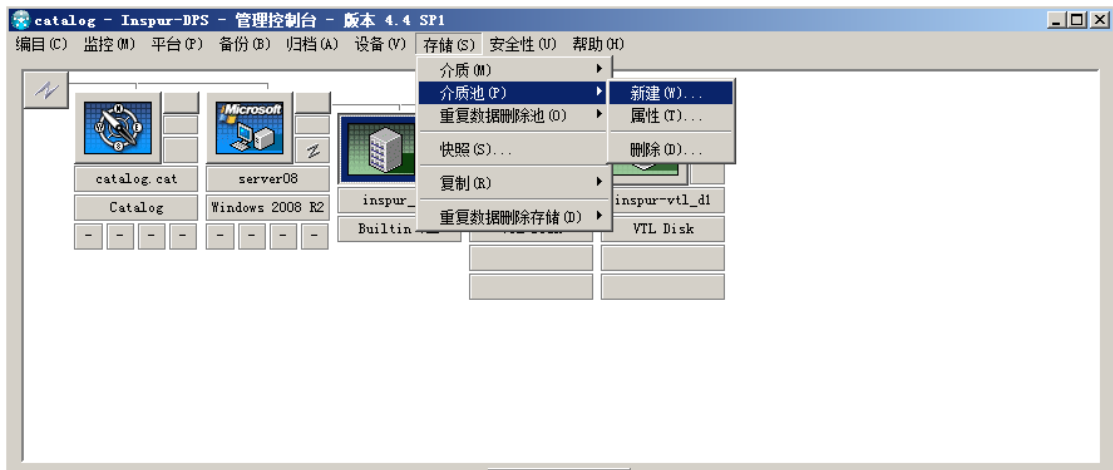 catalog - Inspur-DPS - 管理控制台 - 版本 4.4 SP1
编目(C) 监控(M) 平台(P) 备份(B) 归档(A) 设备(V) 存储(S) 安全性(U) 帮助(H)
介质(M)
介质池(P)
重复数据删除池(O)
快照(S)...
复制(R)
重复数据删除存储(D)
新建(W)...
属性(T)...
删除(D)...
Microsoft
catalog.cat server08 inspur_ inspur-vtl_d1
Catalog Windows 2008 R2 Builtin VTL Disk
- - - - - - - -